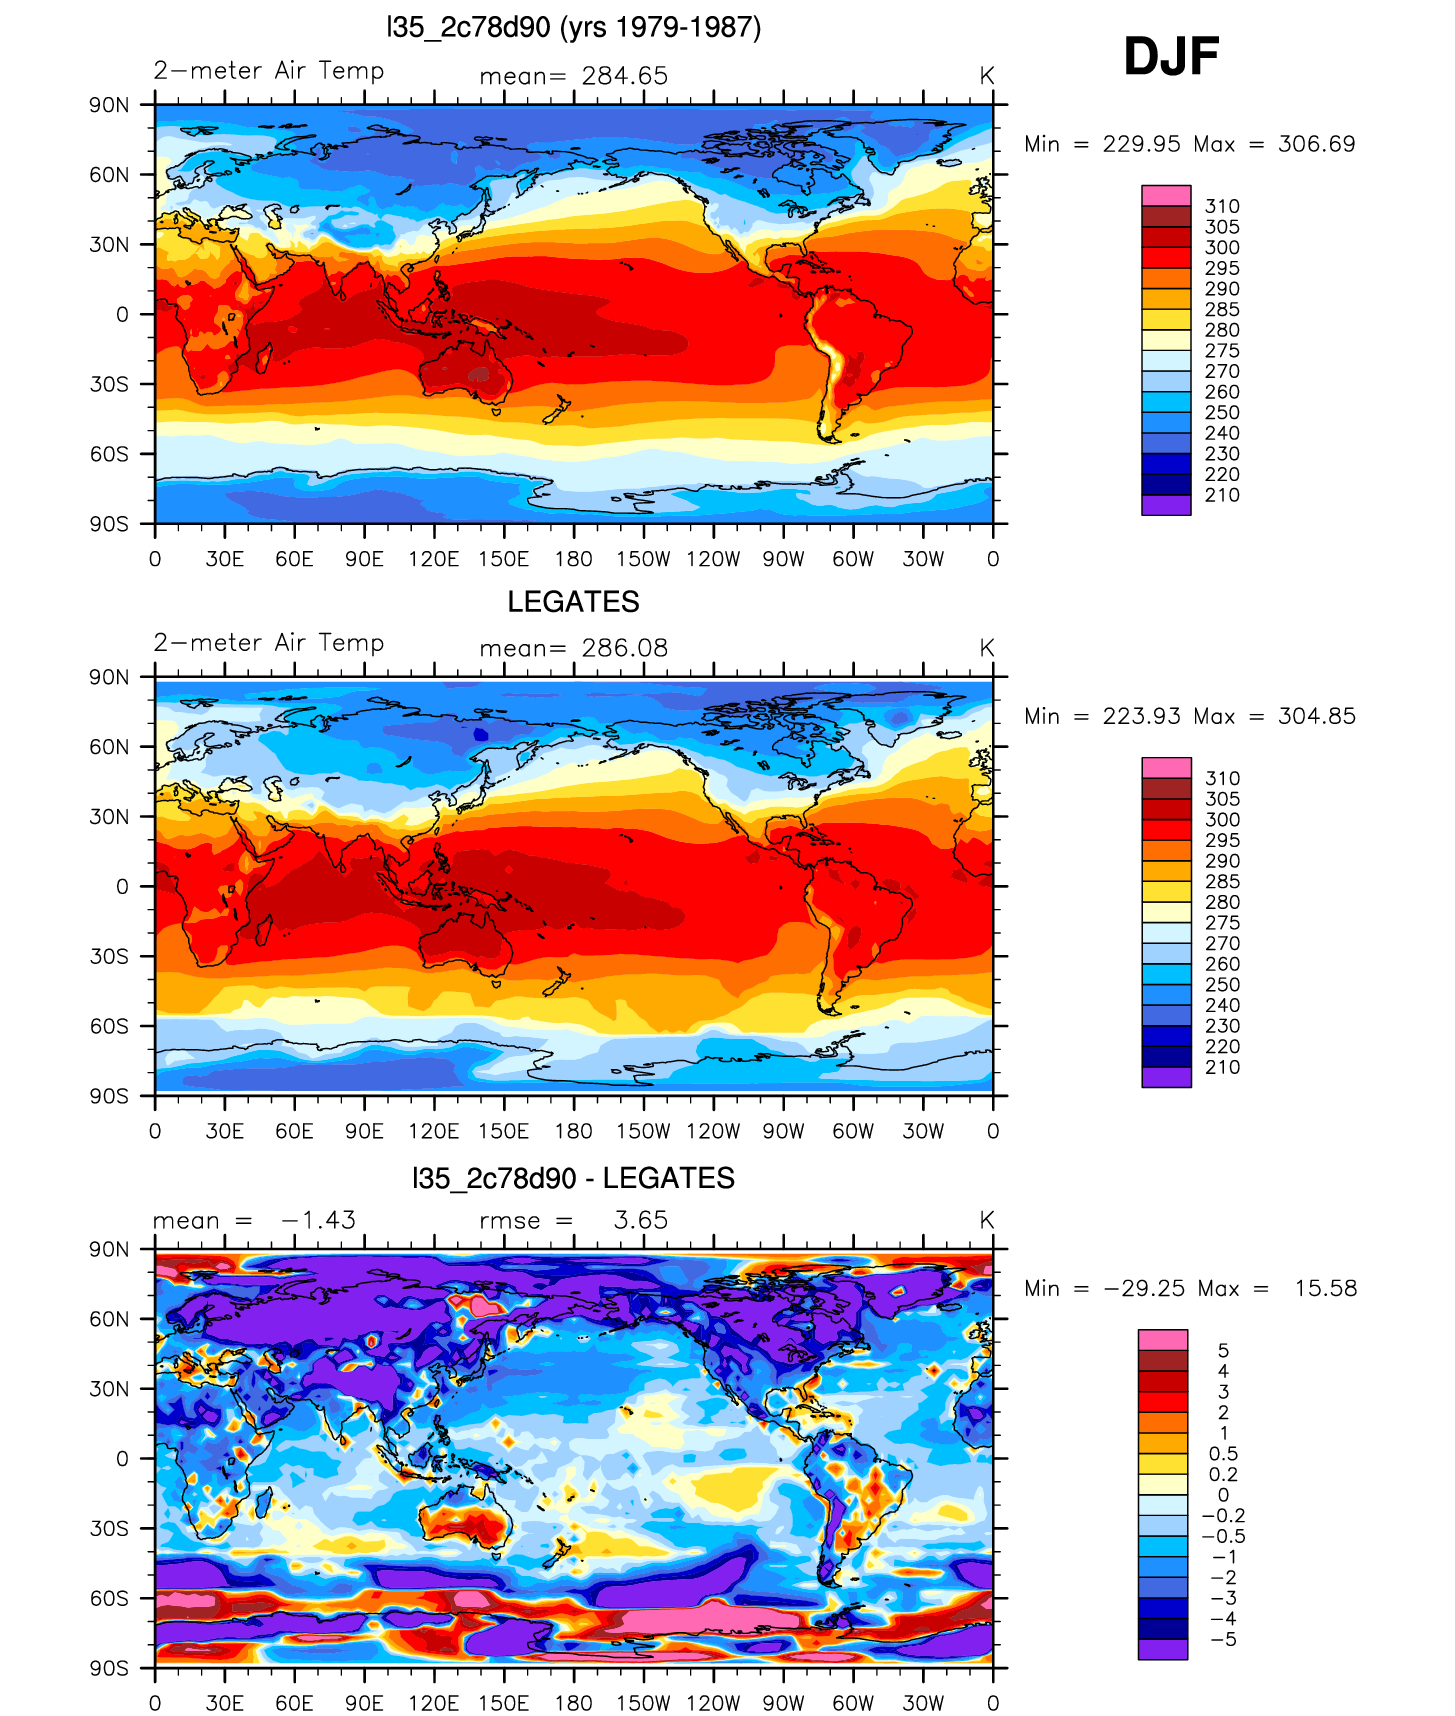 l35_2c78d90 (yrs 1979-1987)
DJF
2-meter Air Temp mean= 284.65 K
Min = 229.95 Max = 306.69
90N
60N
30N
0
30S
60S
90S
0 30E 60E 90E 120E 150E 180 150W 120W 90W 60W 30W 0
310
305
300
295
290
285
280
275
270
260
250
240
230
220
210
LEGATES
2-meter Air Temp mean= 286.08 K
Min = 223.93 Max = 304.85
90N
60N
30N
0
30S
60S
90S
0 30E 60E 90E 120E 150E 180 150W 120W 90W 60W 30W 0
310
305
300
295
290
285
280
275
270
260
250
240
230
220
210
l35_2c78d90 - LEGATES
mean = -1.43 rmse = 3.65 K
Min = -29.25 Max = 15.58
90N
60N
30N
0
30S
60S
90S
0 30E 60E 90E 120E 150E 180 150W 120W 90W 60W 30W 0
5
4
3
2
1
0.5
0.2
0
-0.2
-0.5
-1
-2
-3
-4
-5